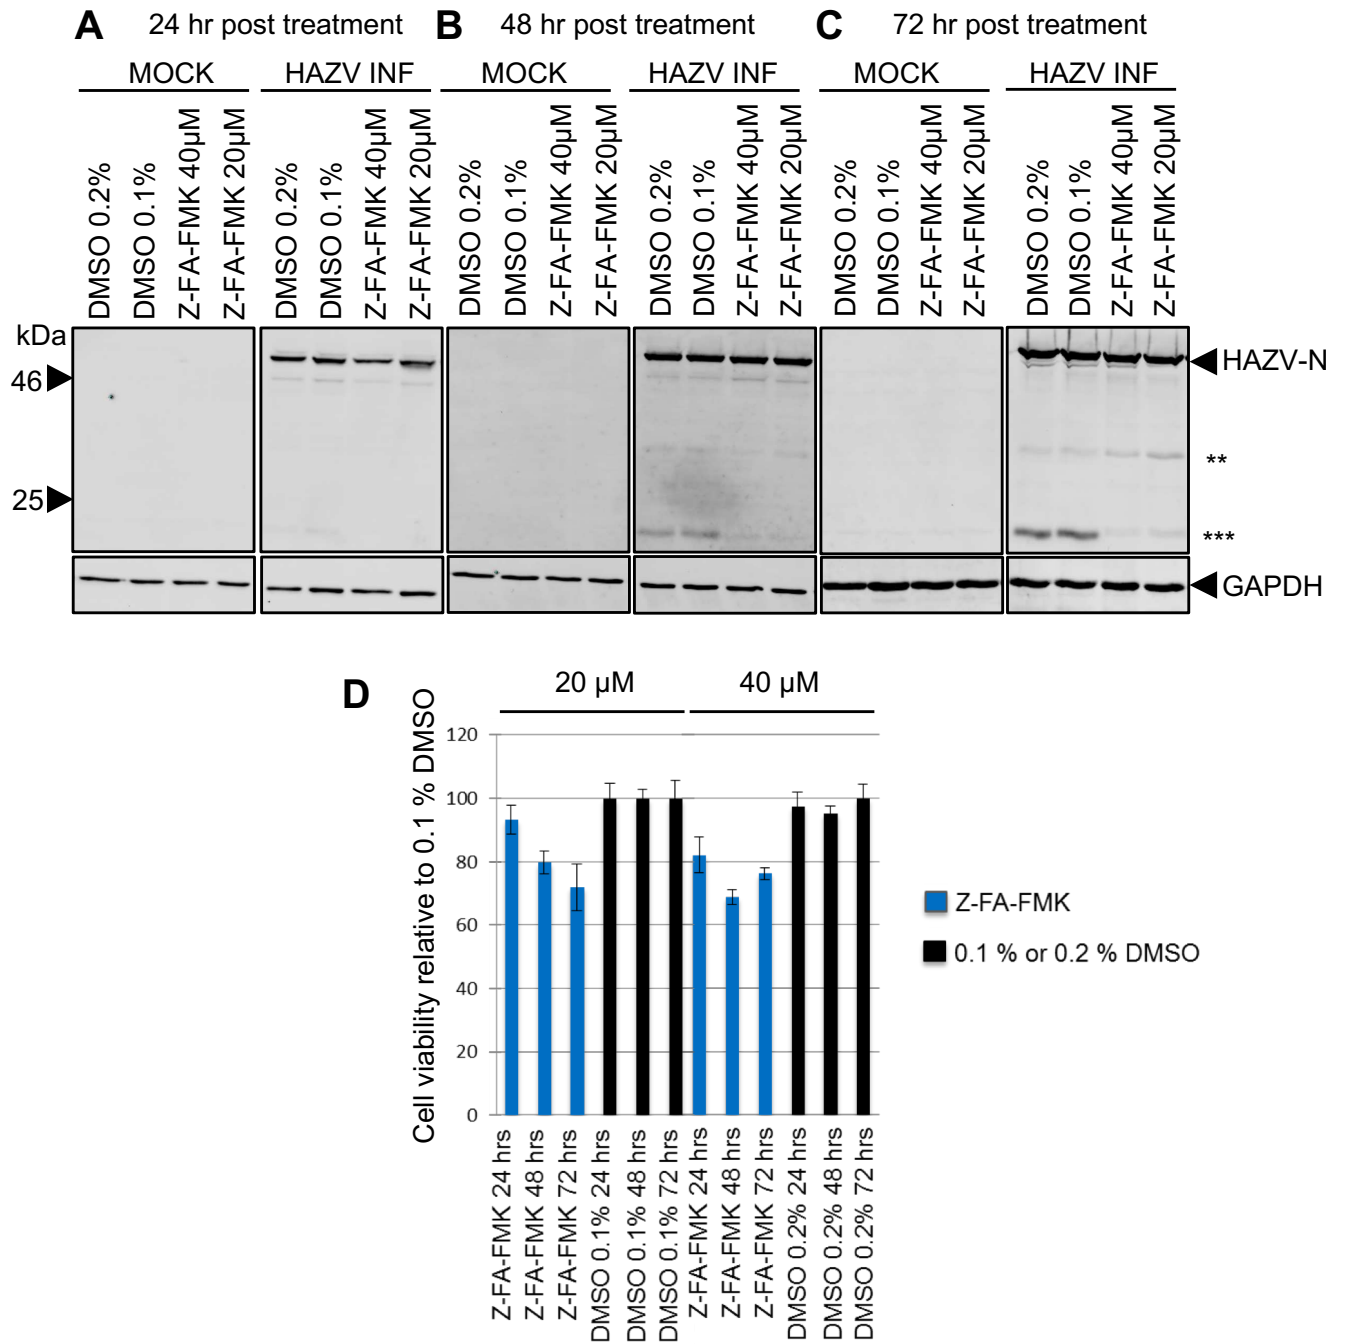 A 24 hr post treatment B 48 hr post treatment C 72 hr post treatment
MOCK HAZV INF MOCK HAZV INF MOCK HAZV INF
DMSO 0.2%
DMSO 0.1%
Z-FA-FMK 40µM
Z-FA-FMK 20µM
DMSO 0.2%
DMSO 0.1%
Z-FA-FMK 40µM
Z-FA-FMK 20µM
DMSO 0.2%
DMSO 0.1%
Z-FA-FMK 40µM
Z-FA-FMK 20µM
DMSO 0.2%
DMSO 0.1%
Z-FA-FMK 40µM
Z-FA-FMK 20µM
DMSO 0.2%
DMSO 0.1%
Z-FA-FMK 40µM
Z-FA-FMK 20µM
DMSO 0.2%
DMSO 0.1%
Z-FA-FMK 40µM
Z-FA-FMK 20µM
kDa
46
25
HAZV-N
**
***
GAPDH
D
20 µM 40 µM
Cell viability relative to 0.1 % DMSO
120
100
80
60
40
20
0
Z-FA-FMK 24 hrs
Z-FA-FMK 48 hrs
Z-FA-FMK 72 hrs
DMSO 0.1% 24 hrs
DMSO 0.1% 48 hrs
DMSO 0.1% 72 hrs
Z-FA-FMK 24 hrs
Z-FA-FMK 48 hrs
Z-FA-FMK 72 hrs
DMSO 0.2% 24 hrs
DMSO 0.2% 48 hrs
DMSO 0.2% 72 hrs
Z-FA-FMK
0.1 % or 0.2 % DMSO